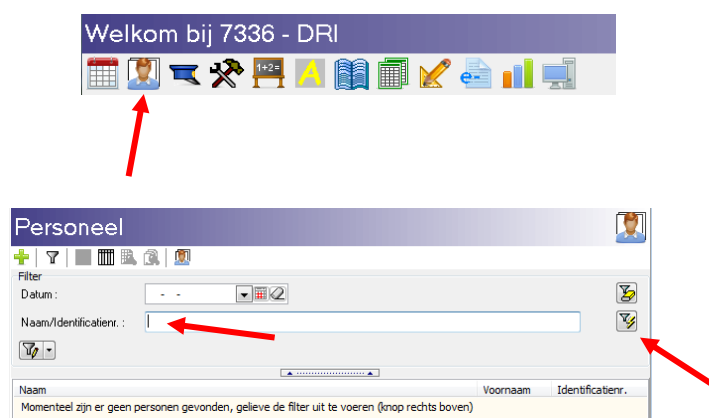 Welkom bij 7336 - DRI
1+2=
A
e-
Personeel
Filter
Datum :
- -
Naam/Identificatienr. :
Naam Voornaam Identificatienr.
Momenteel zijn er geen personen gevonden, gelieve de filter uit te voeren (knop rechts boven)